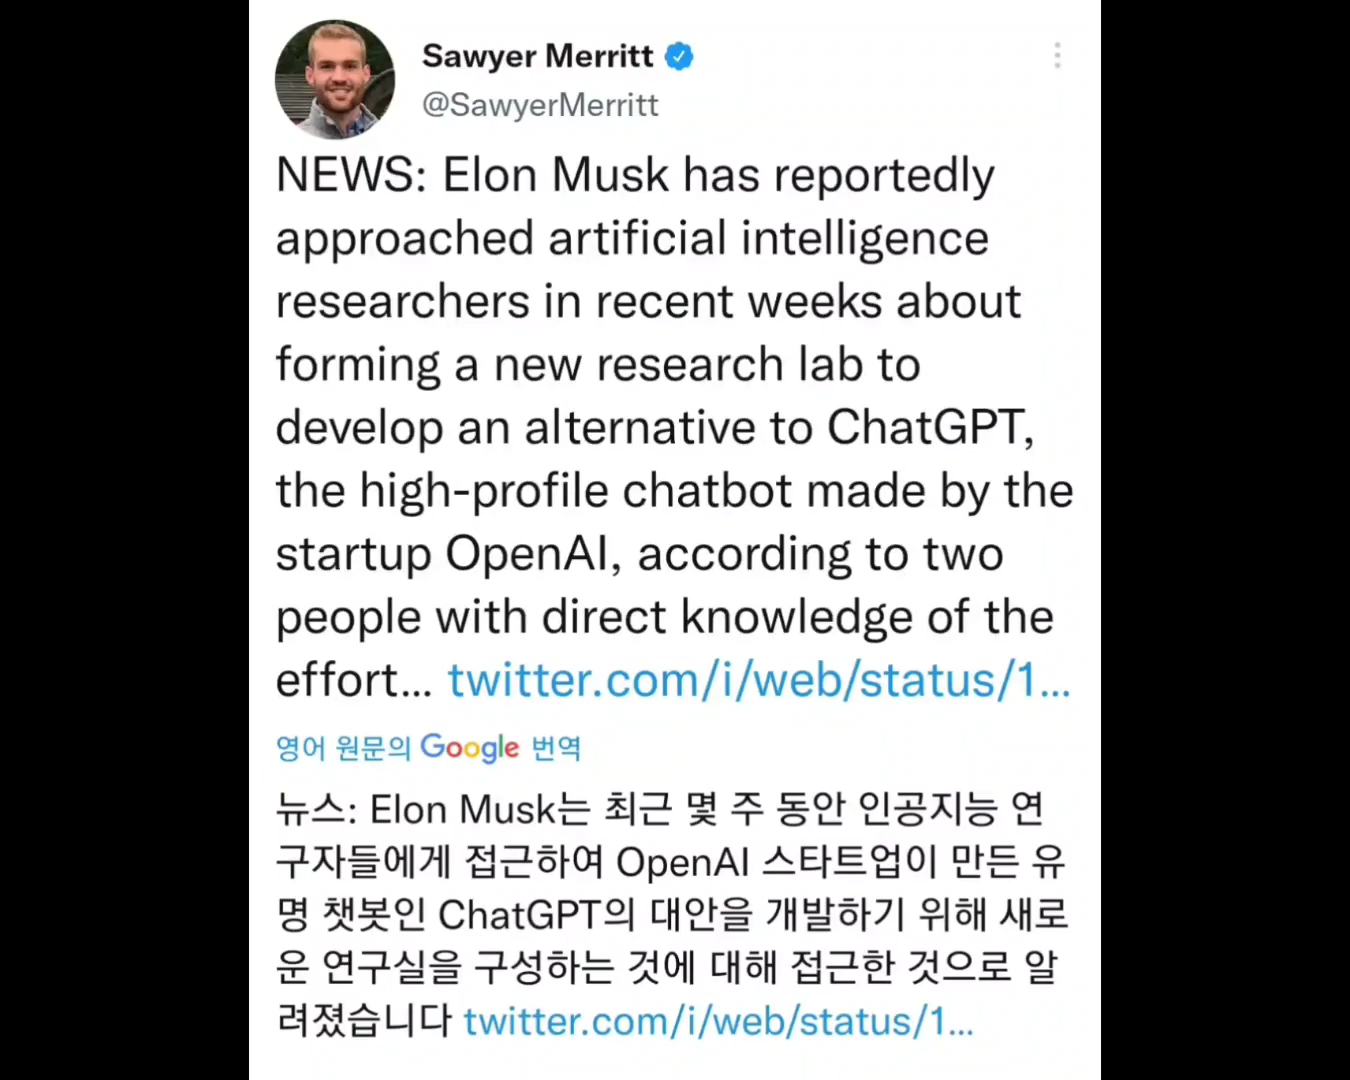 Sawyer Merritt
@SawyerMerritt
NEWS: Elon Musk has reportedly
approached artificial intelligence
researchers in recent weeks about
forming a new research lab to
develop an alternative to ChatGPT,
the high-profile chatbot made by the
startup OpenAI, according to two
people with direct knowledge of the
effort... twitter.com/i/web/status/1...
영어 원문의 Google 번역
뉴스: Elon Musk는 최근 몇 주 동안 인공지능 연
구자들에게 접근하여 OpenAI 스타트업이 만든 유
명 챗봇인 ChatGPT의 대안을 개발하기 위해 새로
운 연구실을 구성하는 것에 대해 접근한 것으로 알
려졌습니다 twitter.com/i/web/status/1...